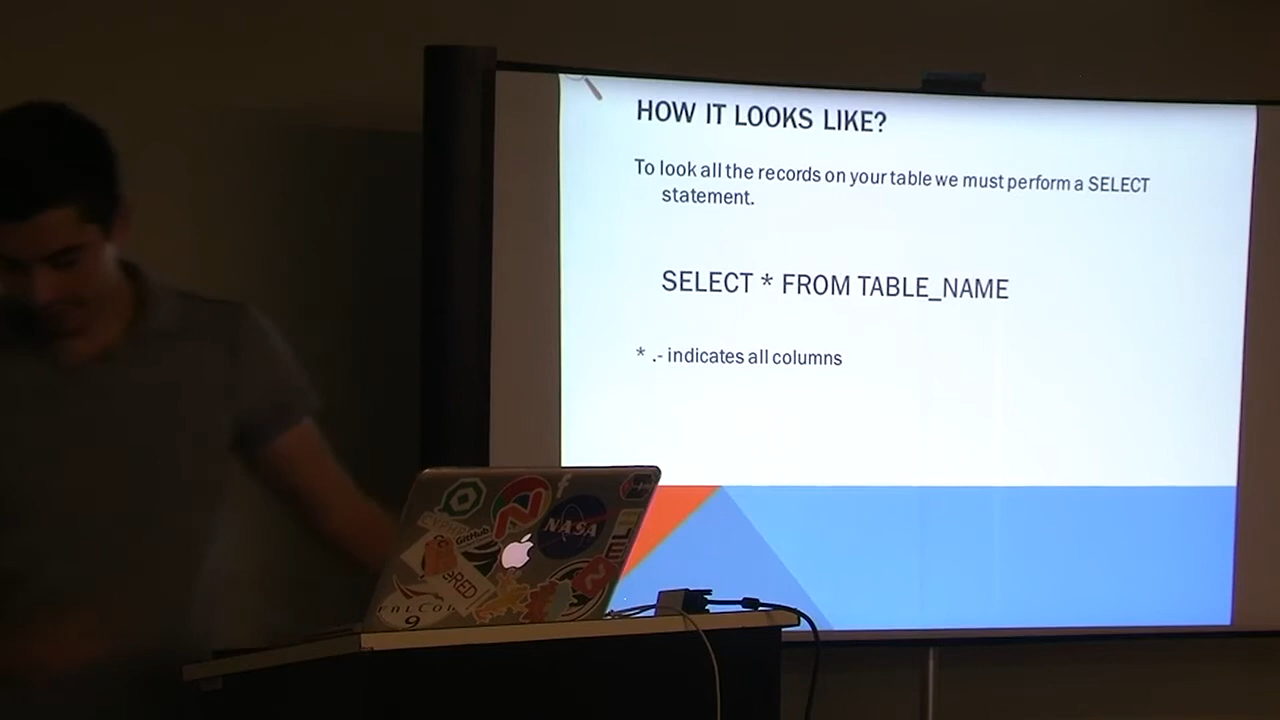 HOW IT LOOKS LIKE?
To look all the records on your table we must perform a SELECT
statement.
SELECT * FROM TABLE_NAME
* .- indicates all columns
NASA
GitHub
FALCON
9